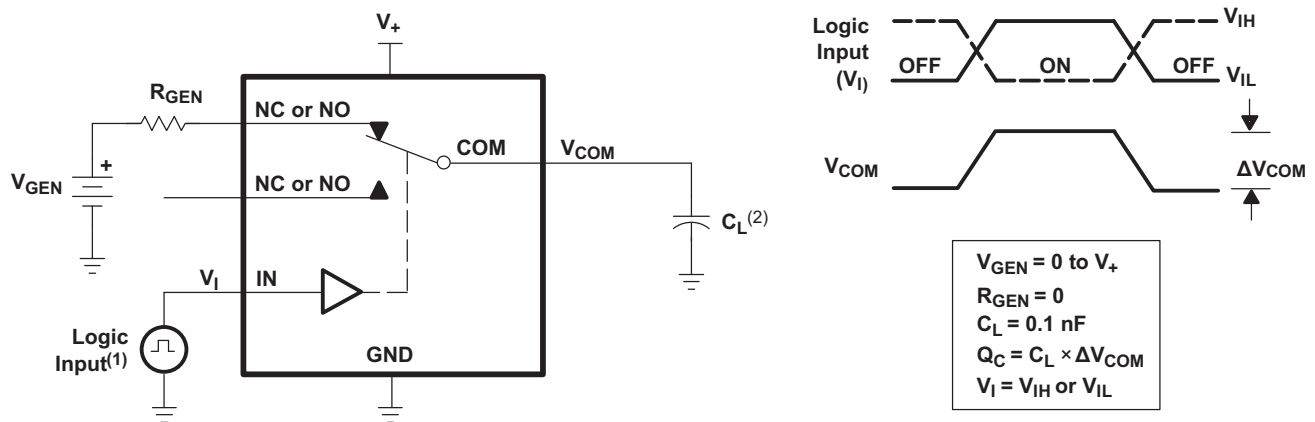 V+
RGEN
NC or NO
COM
VCOM
VGEN
+
NC or NO
CL(2)
VI
IN
Logic
Input(1)
GND
Logic
Input
(VI)
VIH
OFF
ON
OFF
VIL
VCOM
ΔVCOM
VGEN = 0 to V+
RGEN = 0
CL = 0.1 nF
QC = CL × ΔVCOM
VI = VIH or VIL